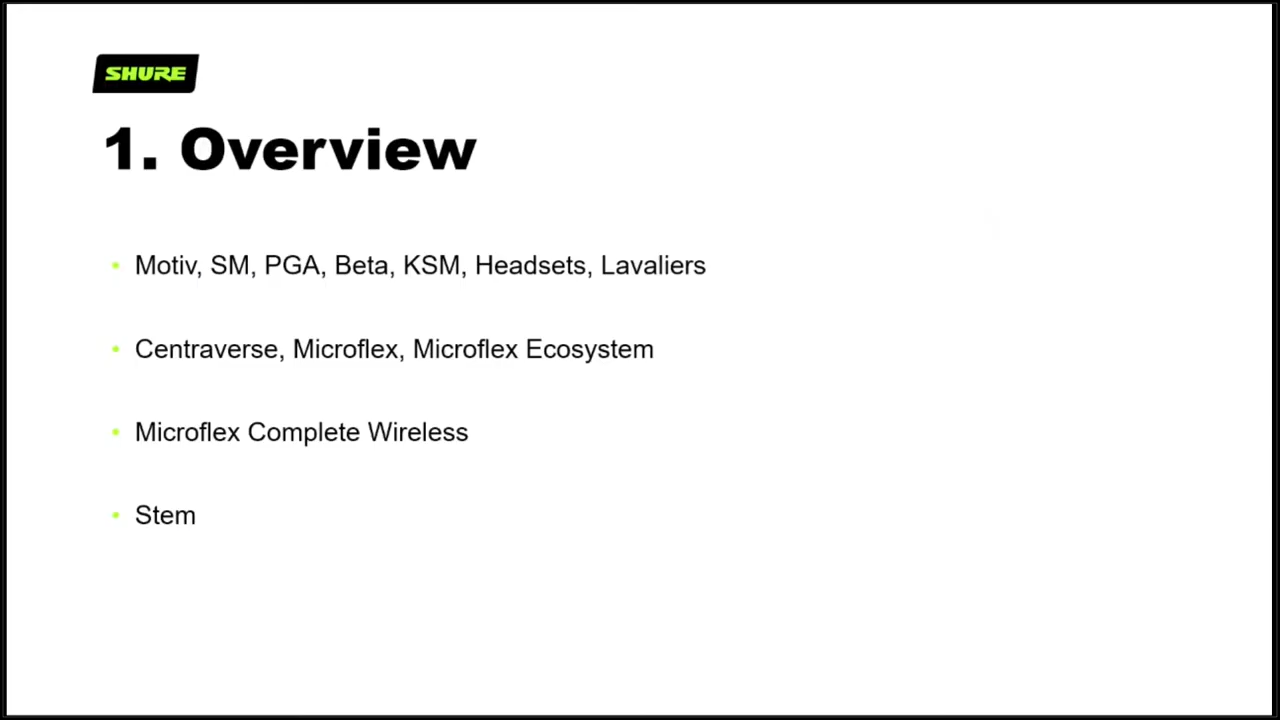 SHURE
1. Overview
• Motiv, SM, PGA, Beta, KSM, Headsets, Lavaliers
• Centraverse, Microflex, Microflex Ecosystem
• Microflex Complete Wireless
• Stem